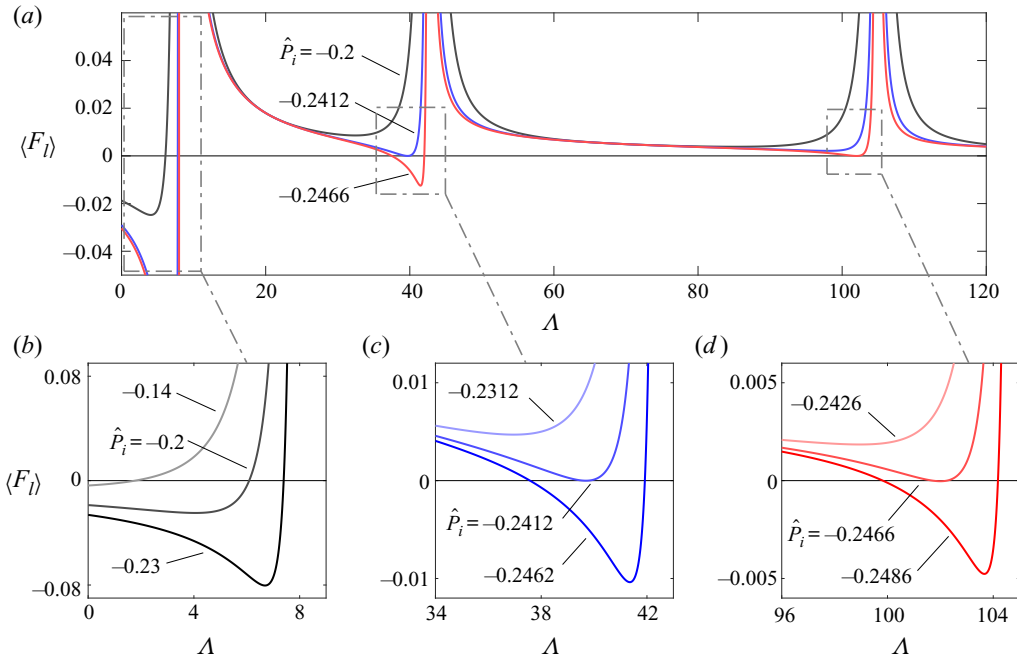 (a)
0.04
0.02
0
–0.02
–0.04
⟨F_l⟩
P̂_i = –0.2
–0.2412
–0.2466
0 20 40 60 80 100 120
Λ
(b)
0.08
0
–0.08
⟨F_l⟩
–0.14
P̂_i = –0.2
–0.23
0 4 8
Λ
(c)
0.01
0
–0.01
–0.2312
P̂_i = –0.2412
–0.2462
34 38 42
Λ
(d)
0.005
0
–0.005
–0.2426
P̂_i = –0.2466
–0.2486
96 100 104
Λ